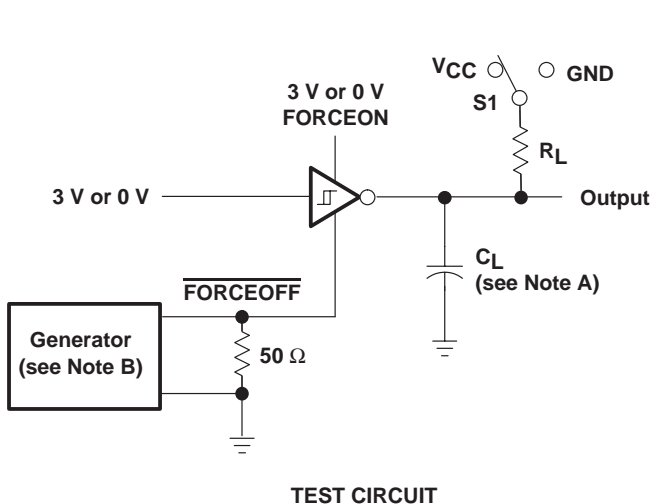 VCC
GND
S1
3 V or 0 V
FORCEON
RL
3 V or 0 V
Output
CL
(see Note A)
FORCEOFF
Generator
(see Note B)
50 Ω
TEST CIRCUIT